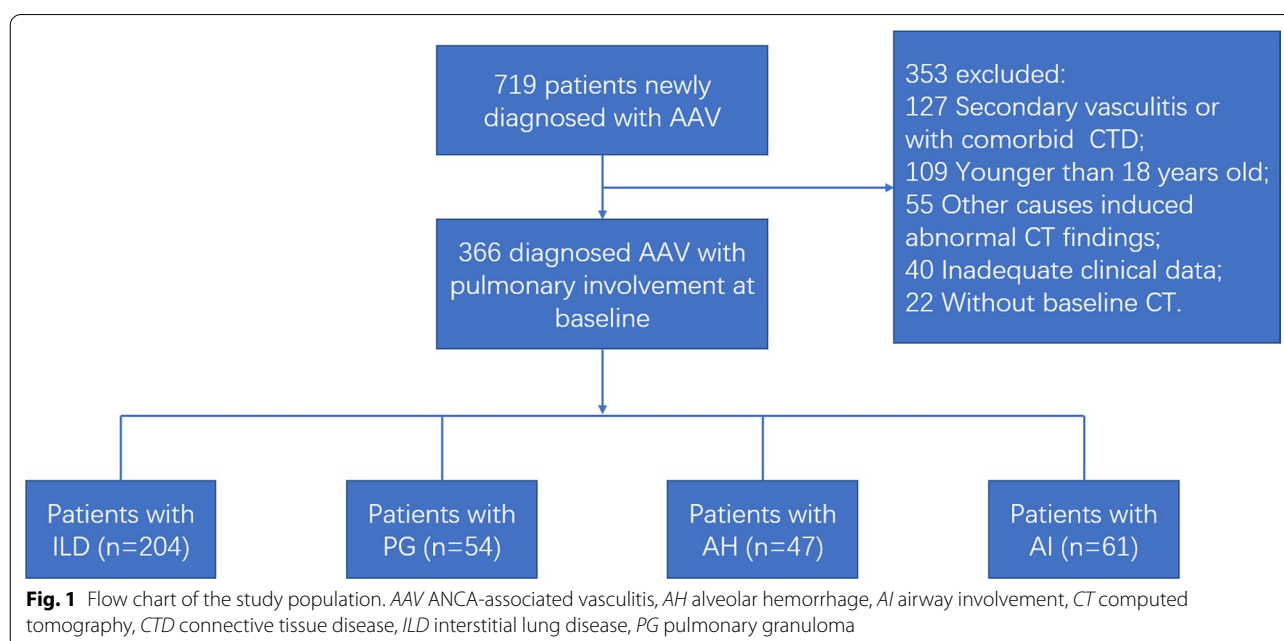 719 patients newly
diagnosed with AAV
353 excluded:
127 Secondary vasculitis or
with comorbid CTD;
109 Younger than 18 years old;
55 Other causes induced
abnormal CT findings;
40 Inadequate clinical data;
22 Without baseline CT.
366 diagnosed AAV with
pulmonary involvement at
baseline
Patients with
ILD (n=204)
Patients with
PG (n=54)
Patients with
AH (n=47)
Patients with
AI (n=61)
Fig. 1 Flow chart of the study population. AAV ANCA-associated vasculitis, AH alveolar hemorrhage, AI airway involvement, CT computed
tomography, CTD connective tissue disease, ILD interstitial lung disease, PG pulmonary granuloma